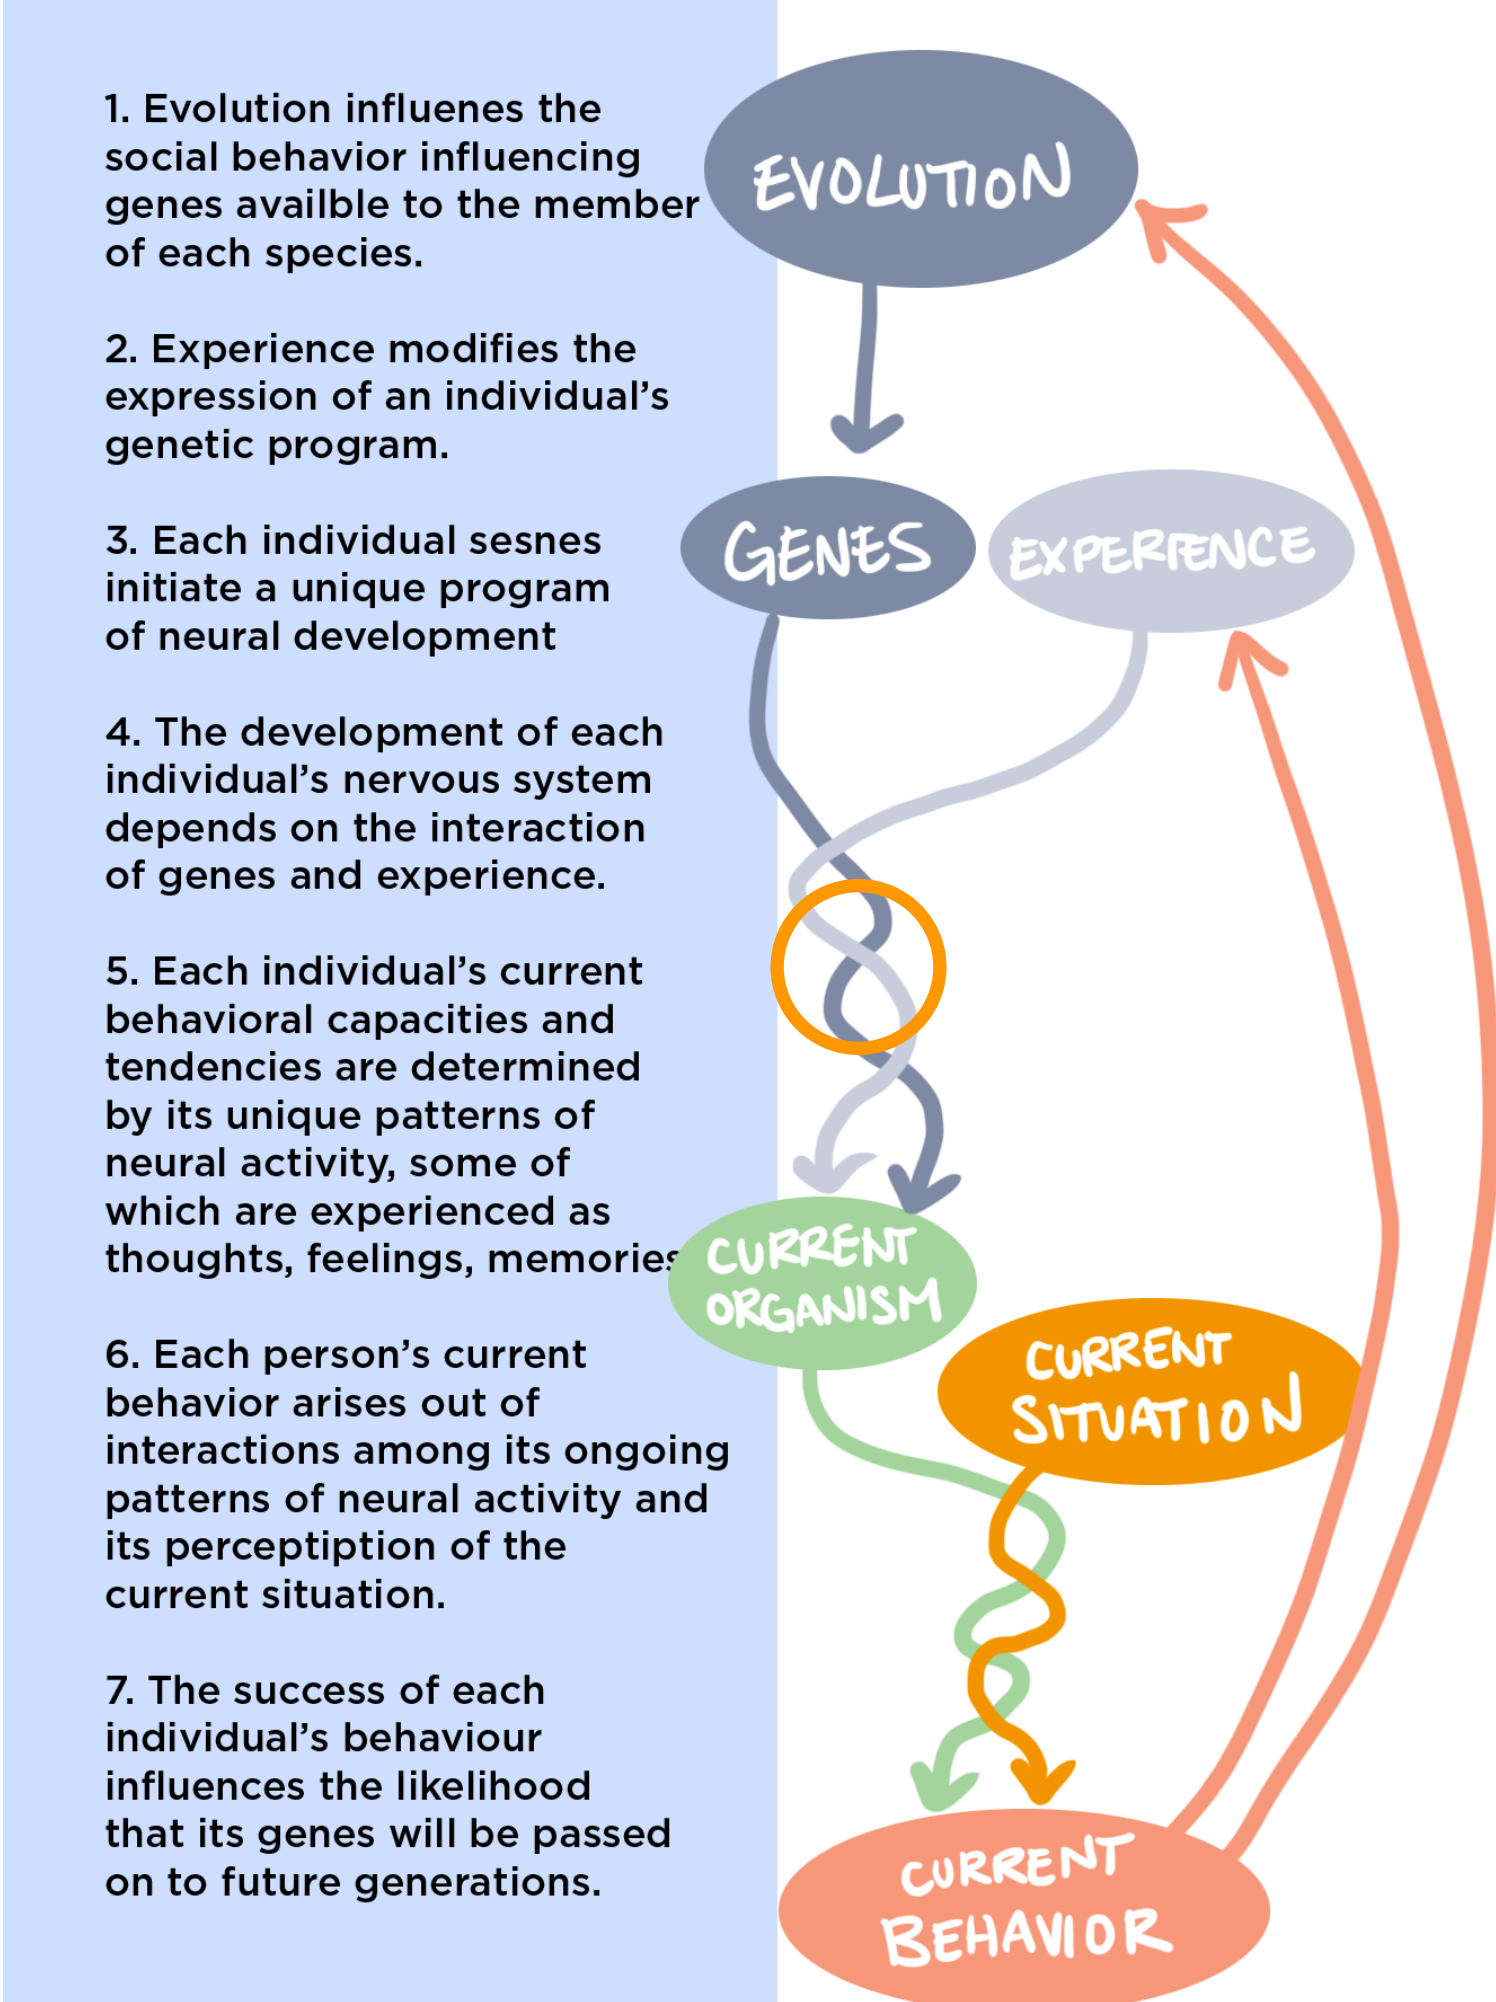 1. Evolution influenes the
social behavior influencing
genes availble to the member
of each species.
2. Experience modifies the
expression of an individual's
genetic program.
3. Each individual sesnes
initiate a unique program
of neural development
4. The development of each
individual's nervous system
depends on the interaction
of genes and experience.
5. Each individual's current
behavioral capacities and
tendencies are determined
by its unique patterns of
neural activity, some of
which are experienced as
thoughts, feelings, memories
6. Each person's current
behavior arises out of
interactions among its ongoing
patterns of neural activity and
its perceptiption of the
current situation.
7. The success of each
individual's behaviour
influences the likelihood
that its genes will be passed
on to future generations.
EVOLUTION
GENES
EXPERIENCE
CURRENT
ORGANISM
CURRENT
SITUATION
CURRENT
BEHAVIOR